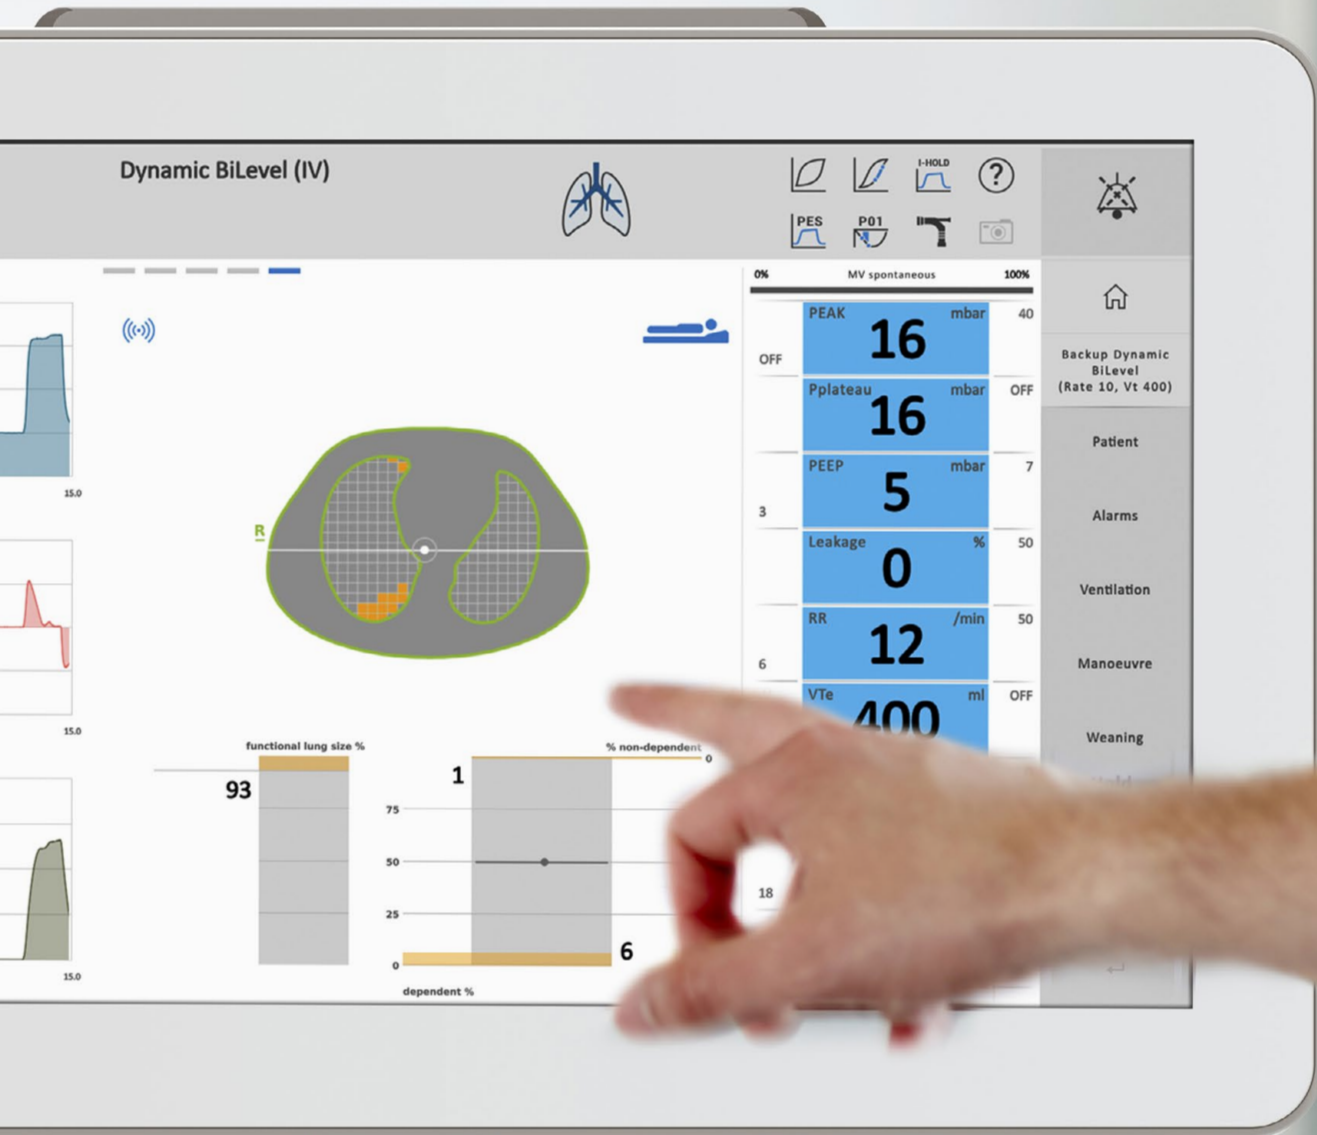 Dynamic BiLevel (IV)
I-HOLD
?
PES
P01
0%
MV spontaneous
100%
PEAK
mbar
16
40
OFF
Pplateau
mbar
16
OFF
PEEP
mbar
5
7
3
Leakage
%
0
50
RR
/min
12
50
6
VTe
ml
400
OFF
18
Backup Dynamic
BiLevel
(Rate 10, Vt 400)
Patient
Alarms
Ventilation
Manoeuvre
Weaning
15.0
15.0
15.0
R
functional lung size %
93
% non-dependent
0
1
75
50
25
0
6
dependent %